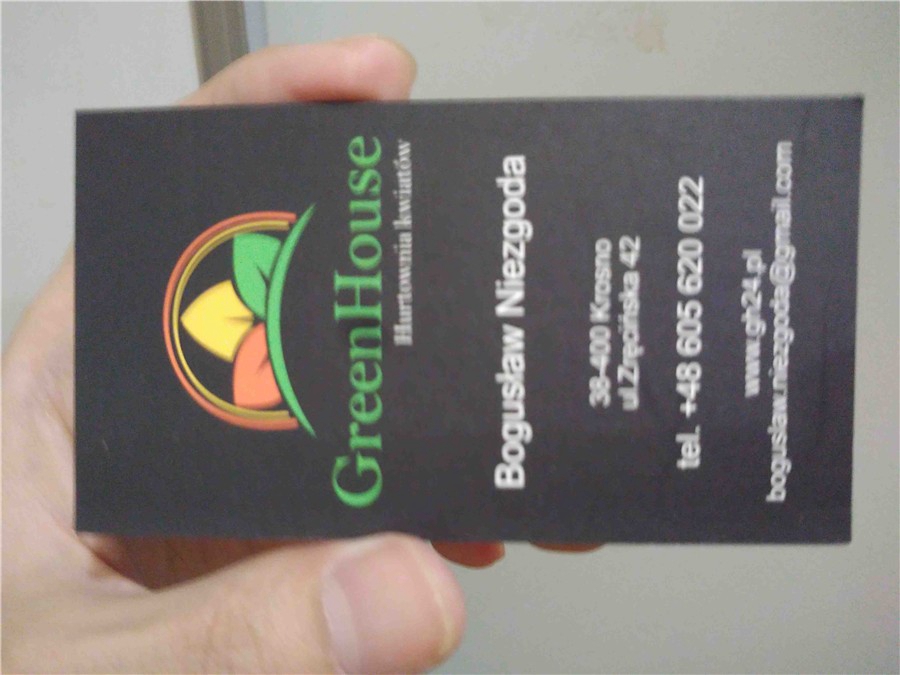 GreenHouse
Hurtownia kwiatów
Bogusław Niezgoda
38-400 Krosno
ul.Zręcińska 42
tel. +48 605 620 022
www.gh24.pl
boguslaw.niezgoda@gmail.com